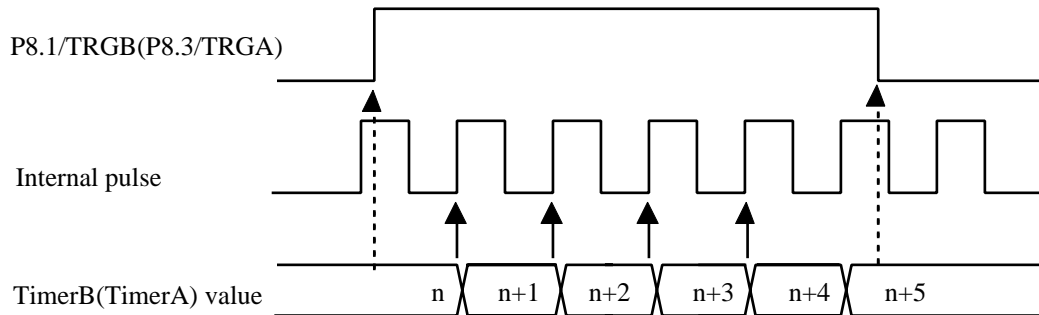 P8.1/TRGB(P8.3/TRGA)
Internal pulse
TimerB(TimerA) value n n+1 n+2 n+3 n+4 n+5